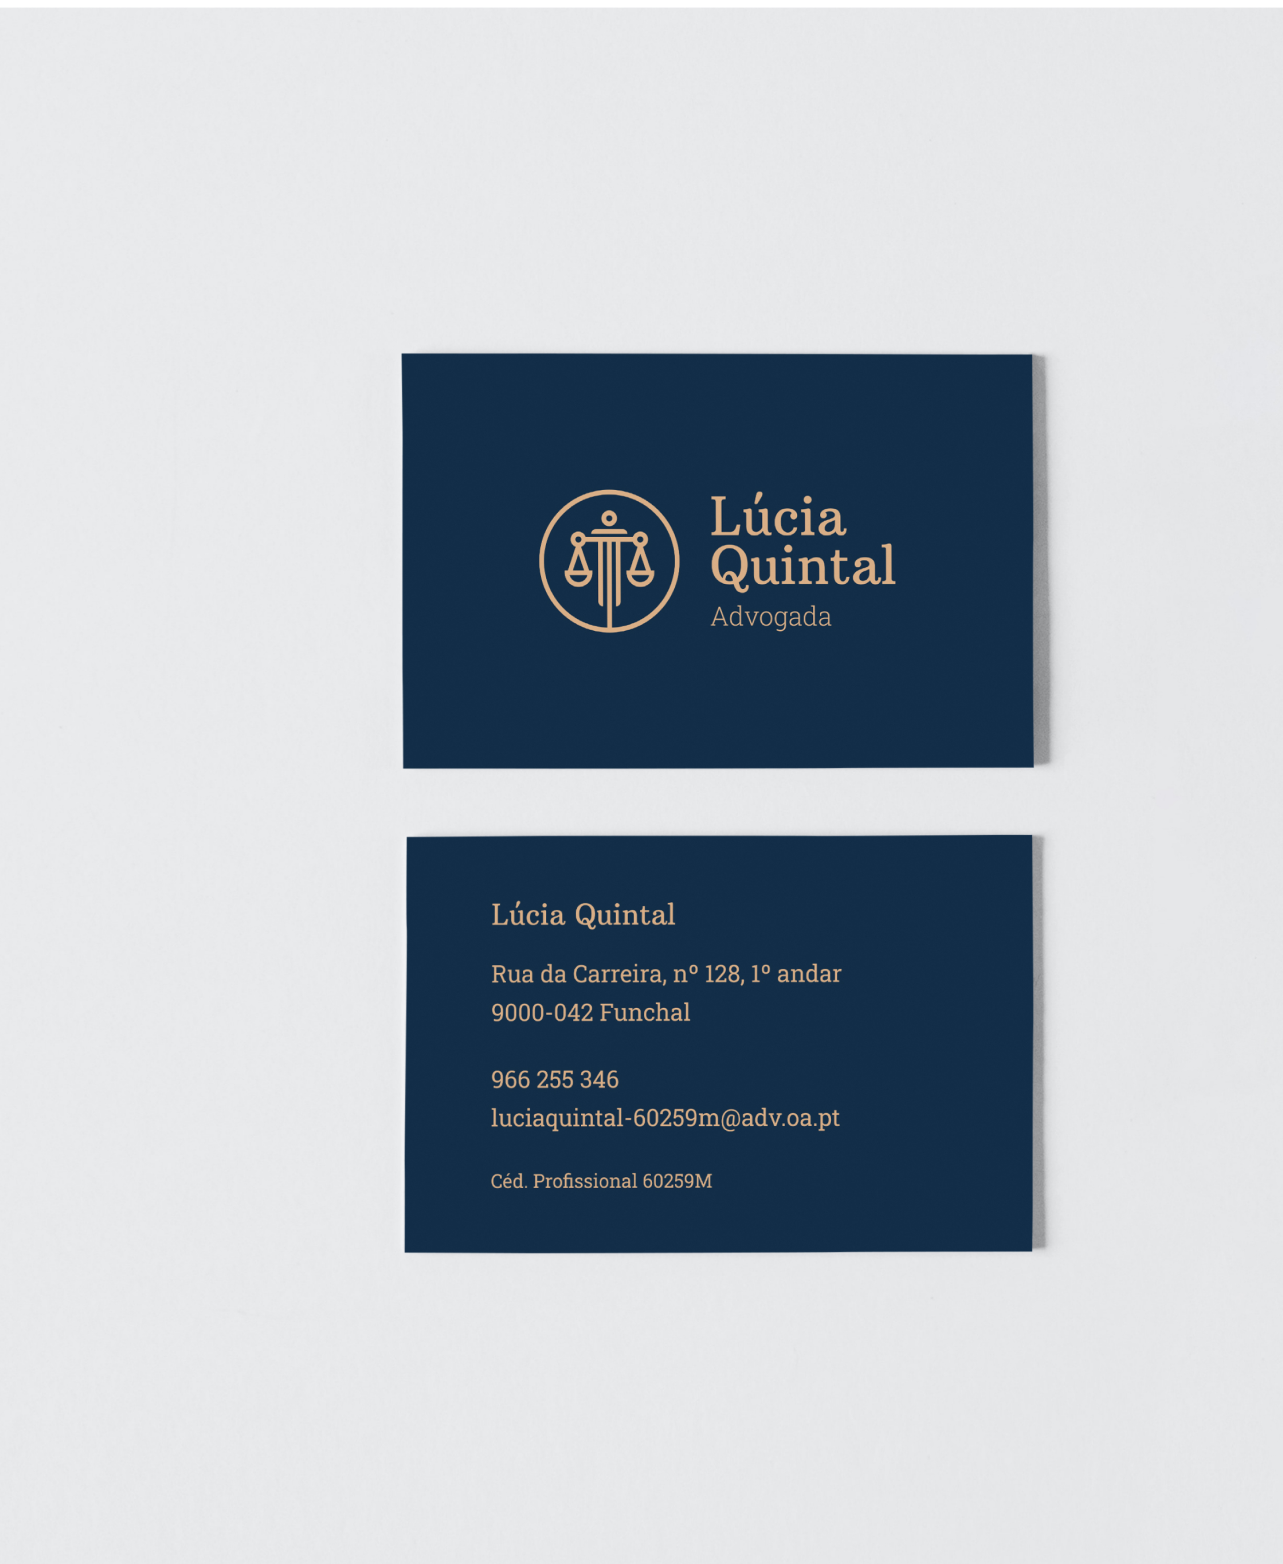 Lúcia
Quintal
Advogada
Lúcia Quintal
Rua da Carreira, nº 128, 1º andar
9000-042 Funchal
966 255 346
luciaquintal-60259m@adv.oa.pt
Céd. Profissional 60259M